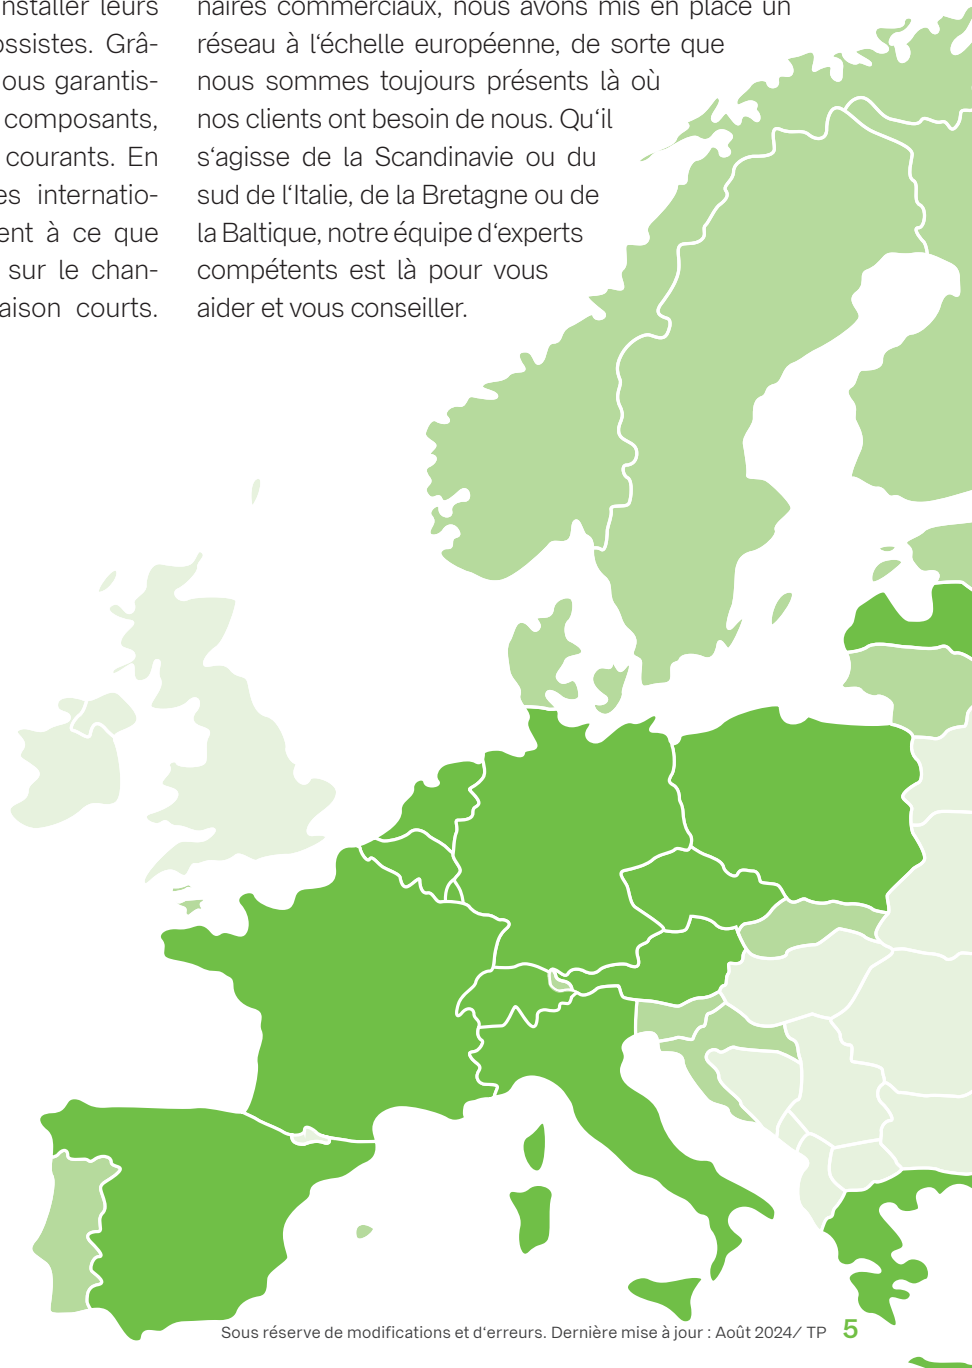 nstaller leurs
ossistes. Grâ-
ous garantis-
composants,
courants. En
es internatio-
ent à ce que
sur le chan-
aison courts.
naires commerciaux, nous avons mis en place un
réseau à l‘échelle européenne, de sorte que
nous sommes toujours présents là où
nos clients ont besoin de nous. Qu‘il
s‘agisse de la Scandinavie ou du
sud de l‘Italie, de la Bretagne ou de
la Baltique, notre équipe d‘experts
compétents est là pour vous
aider et vous conseiller.
Sous réserve de modifications et d‘erreurs. Dernière mise à jour : Août 2024/ TP 5